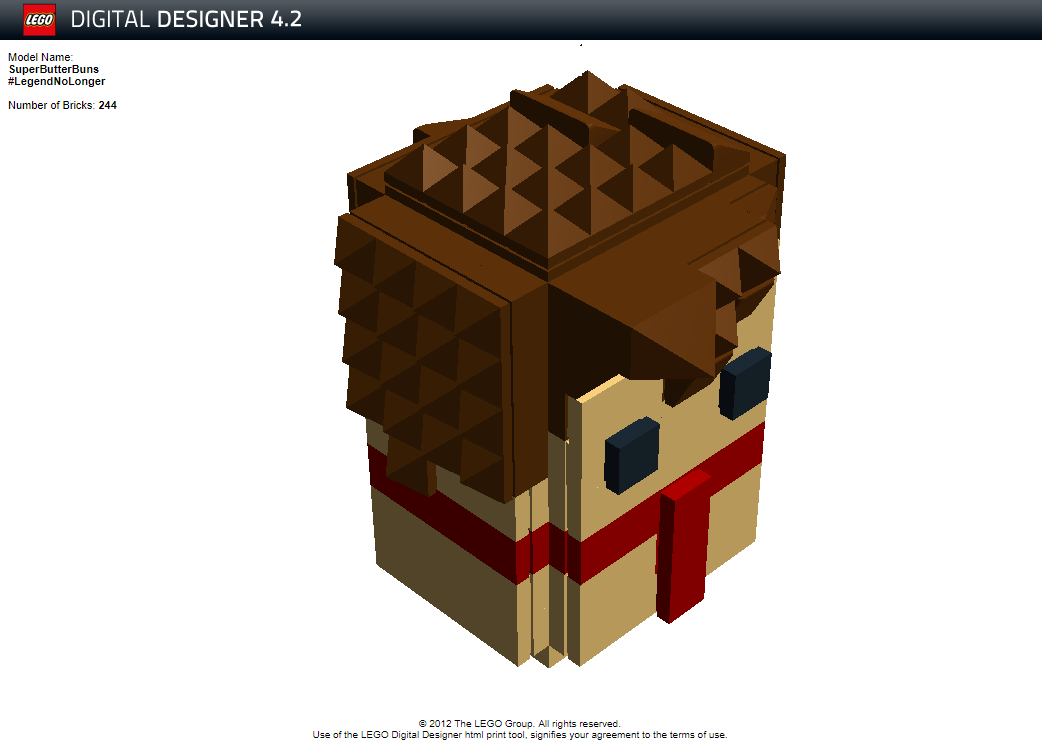 LEGO DIGITAL DESIGNER 4.2
Model Name:
SuperButterBuns
#LegendNoLonger
Number of Bricks: 244
© 2012 The LEGO Group. All rights reserved.
Use of the LEGO Digital Designer html print tool, signifies your agreement to the terms of use.